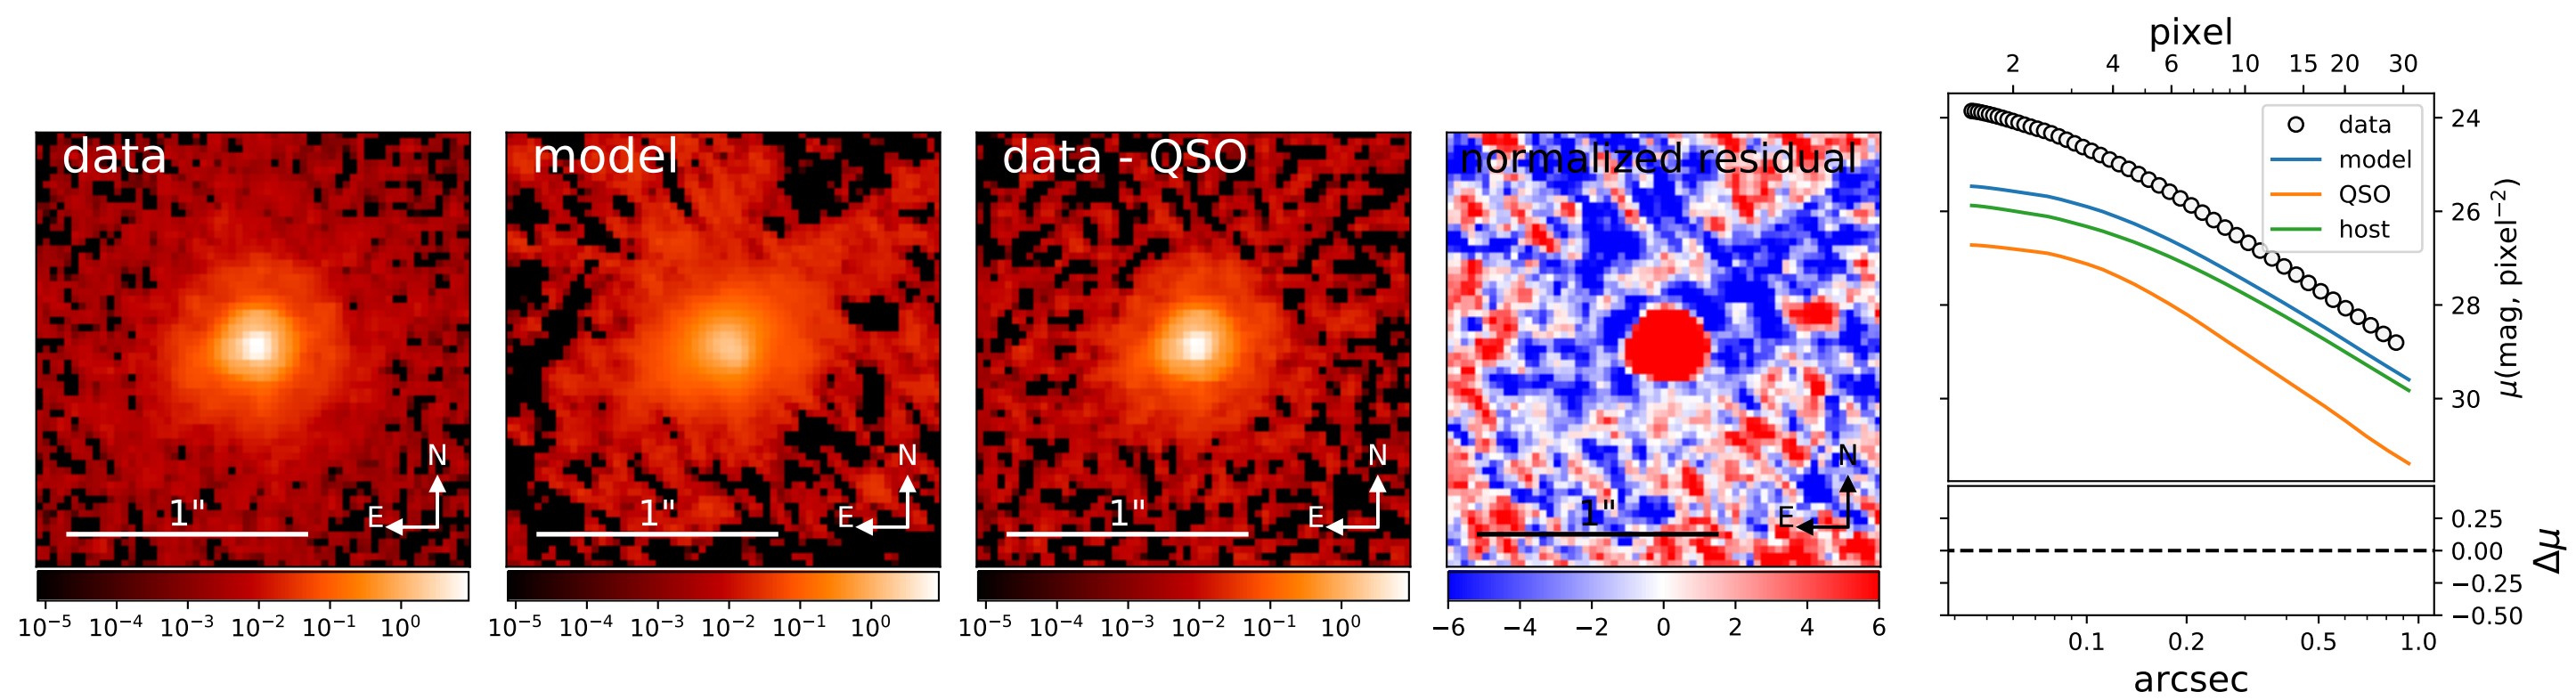 data
N
E
1"
10⁻⁵ 10⁻⁴ 10⁻³ 10⁻² 10⁻¹ 10⁰
model
N
E
1"
10⁻⁵ 10⁻⁴ 10⁻³ 10⁻² 10⁻¹ 10⁰
data - QSO
N
E
1"
10⁻⁵ 10⁻⁴ 10⁻³ 10⁻² 10⁻¹ 10⁰
normalized residual
N
E
1"
−6 −4 −2 0 2 4 6
pixel
2 4 6 10 15 20 30
data
model
QSO
host
24
26
28
30
μ(mag, pixel⁻²)
0.25
0.00
−0.25
−0.50
Δμ
0.1 0.2 0.5 1.0
arcsec